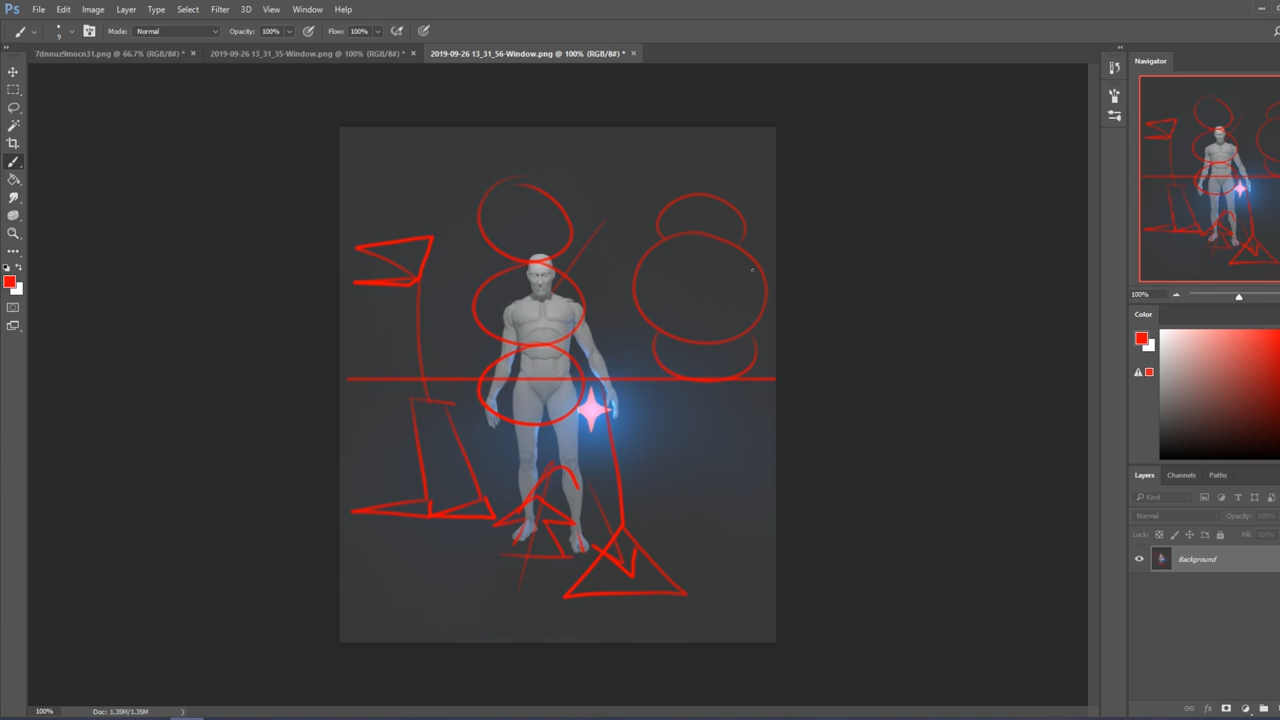 Ps File Edit Image Layer Type Select Filter 3D View Window Help
9 Mode: Normal Opacity: 100% Flow: 100%
7dnnuz9mocn31.png @ 66.7% (RGB/8#) * × 2019-09-26 13_31_35-Window.png @ 100% (RGB/8#) * × 2019-09-26 13_31_56-Window.png @ 100% (RGB/8#) * ×
Navigator
100%
Color
Layers Channels Paths
Kind
Normal Opacity: 100%
Lock: Fill: 100%
Background
fx
100% Doc: 1.35M/1.35M